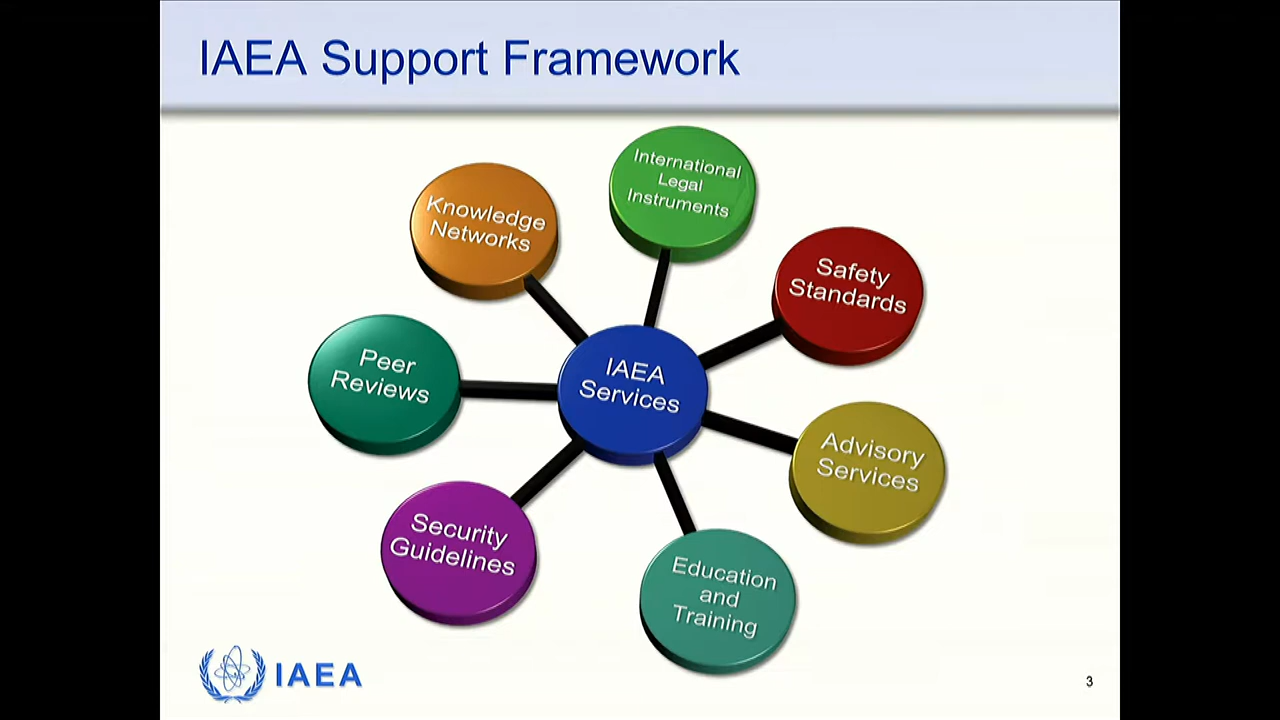 IAEA Support Framework
International
Legal
Instruments
Knowledge
Networks
Safety
Standards
Peer
Reviews
IAEA
Services
Advisory
Services
Security
Guidelines
Education
and
Training
IAEA
3